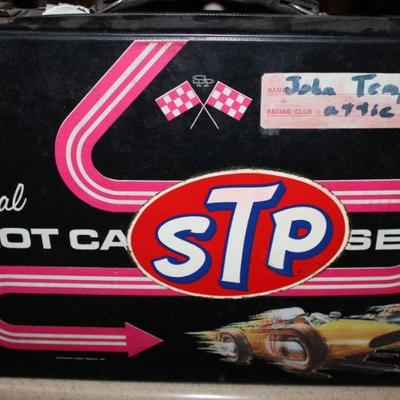 NAME John Temp
RACING CLUB attic
al
OT CA STP SE